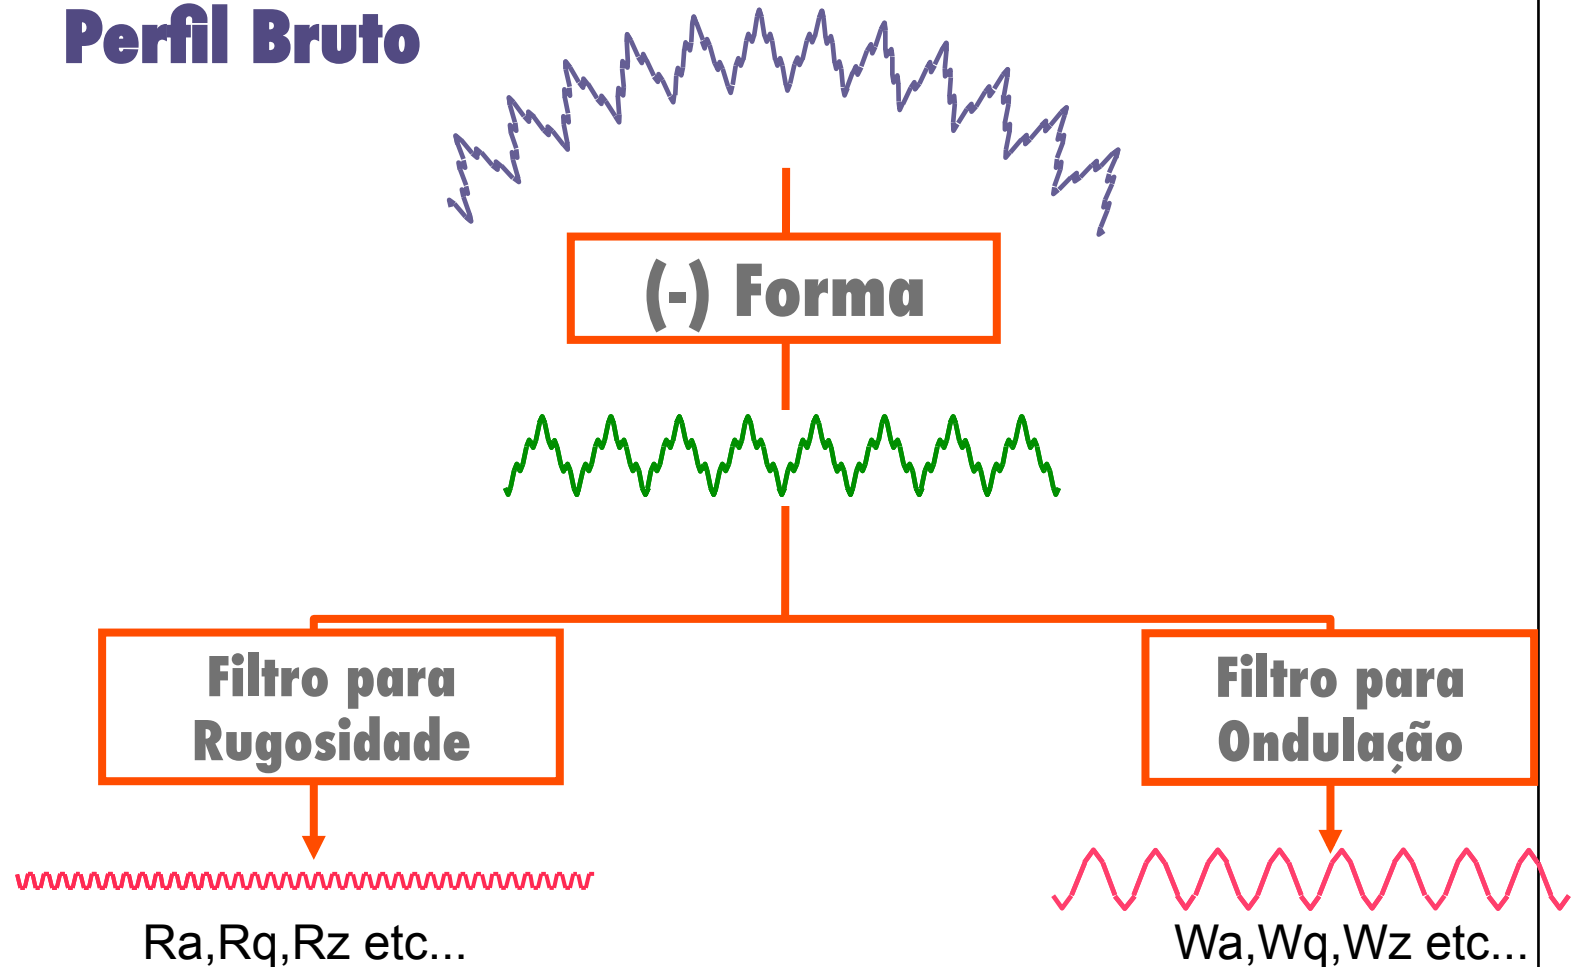 Perfil Bruto
(-) Forma
Filtro para
Rugosidade
Filtro para
Ondulação
Ra,Rq,Rz etc...
Wa,Wq,Wz etc...